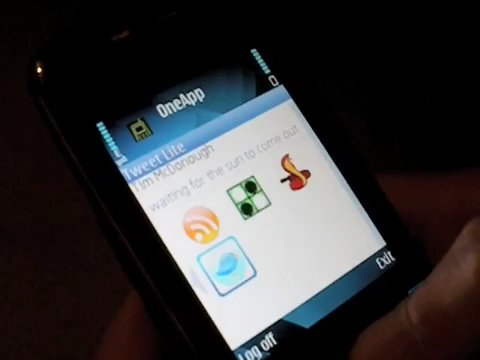 OneApp
Tweet Lite
Tim McDonough
waiting for the sun to come out
Exit
Log off